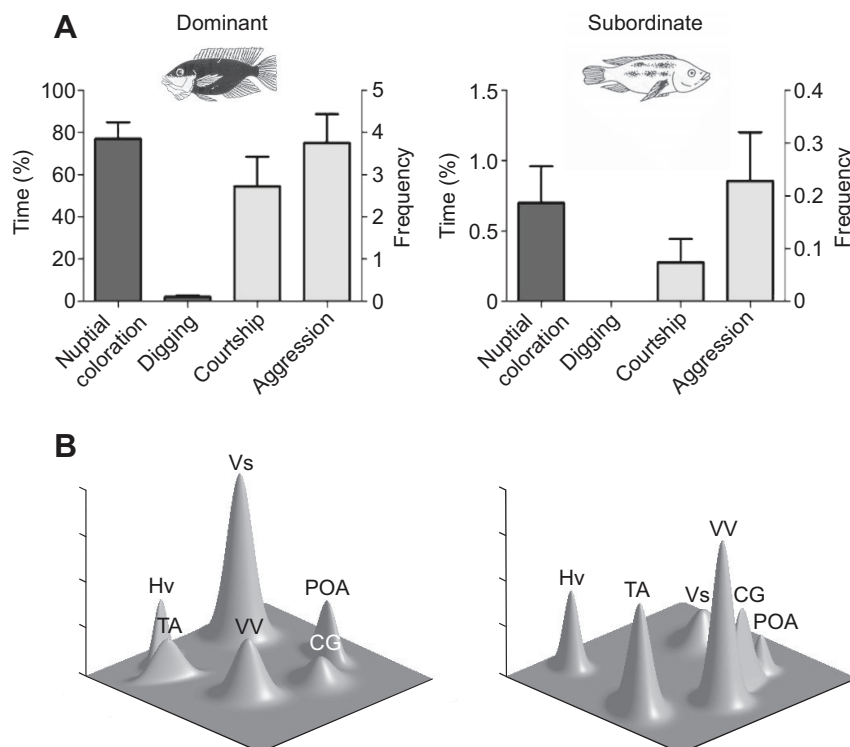 A
Dominant
Subordinate
Time (%)
100
80
60
40
20
0
Frequency
5
4
3
2
1
0
Nuptial
coloration
Digging
Courtship
Aggression
Time (%)
1.5
1.0
0.5
0
Frequency
0.4
0.3
0.2
0.1
0
Nuptial
coloration
Digging
Courtship
Aggression
B
Vs
Hv
TA
VV
POA
CG
VV
Hv
TA
Vs
CG
POA